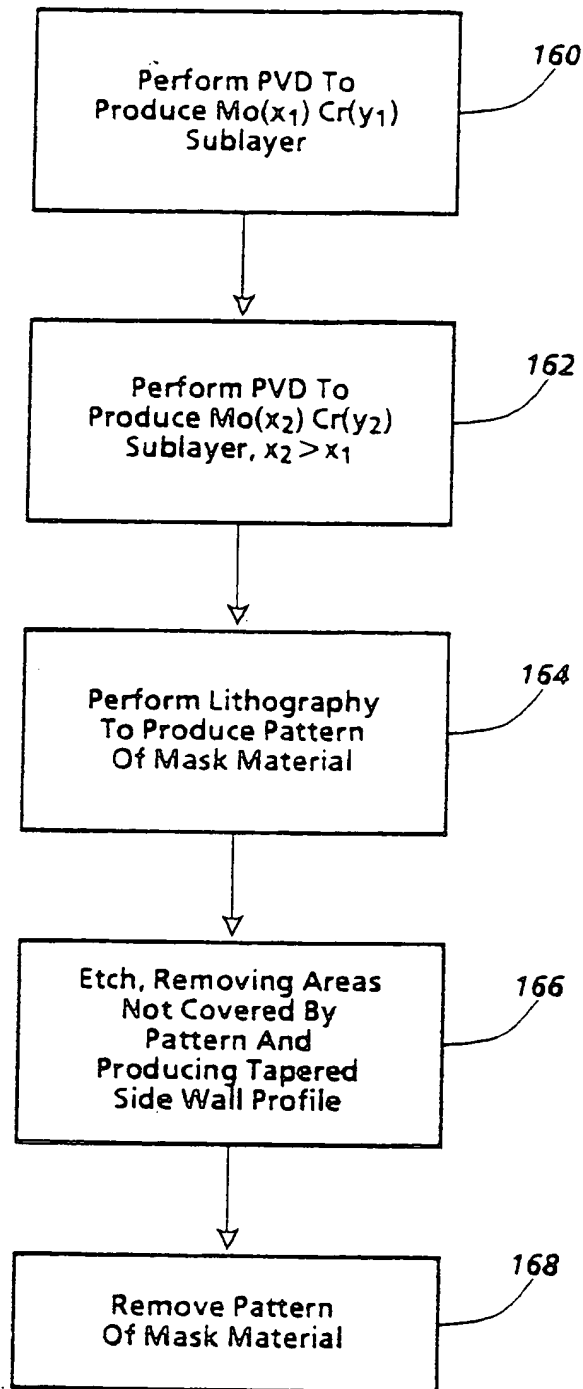 160
Perform PVD To
Produce Mo(x₁) Cr(y₁)
Sublayer
162
Perform PVD To
Produce Mo(x₂) Cr(y₂)
Sublayer, x₂ > x₁
164
Perform Lithography
To Produce Pattern
Of Mask Material
166
Etch, Removing Areas
Not Covered By
Pattern And
Producing Tapered
Side Wall Profile
168
Remove Pattern
Of Mask Material